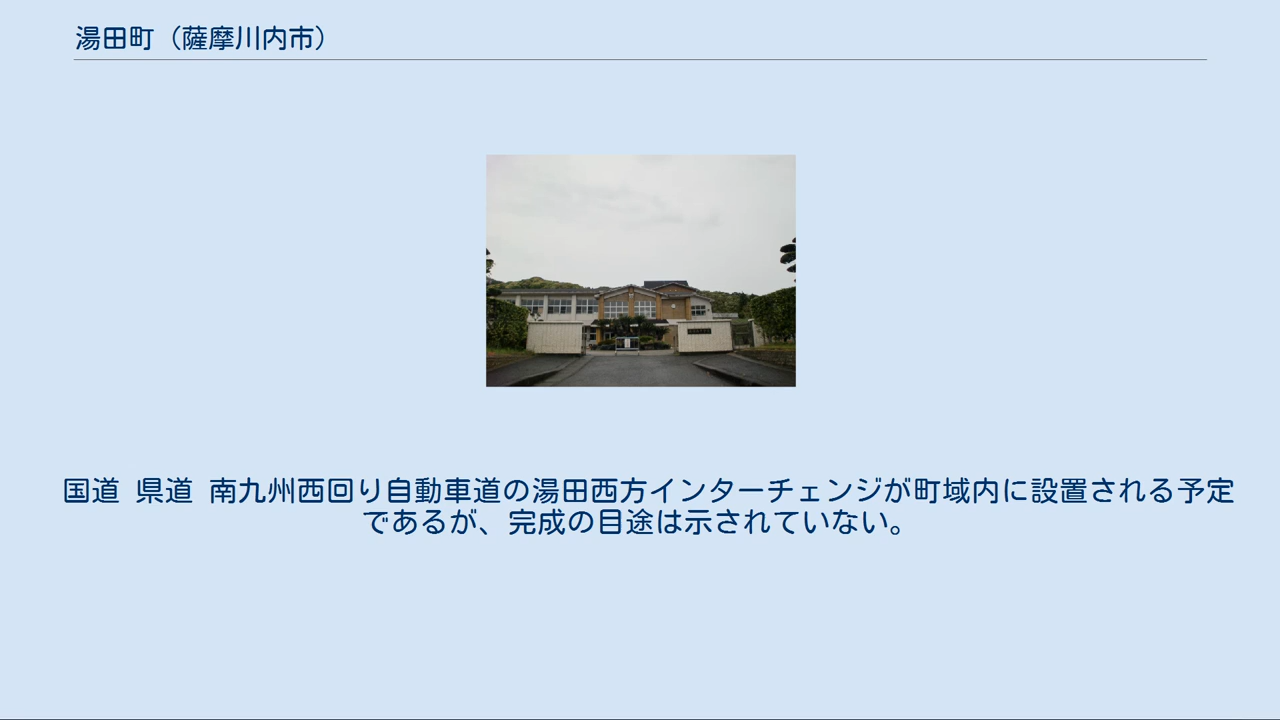 湯田町（薩摩川内市）
国道 県道 南九州西回り自動車道の湯田西方インターチェンジが町域内に設置される予定
であるが、完成の目途は示されていない。